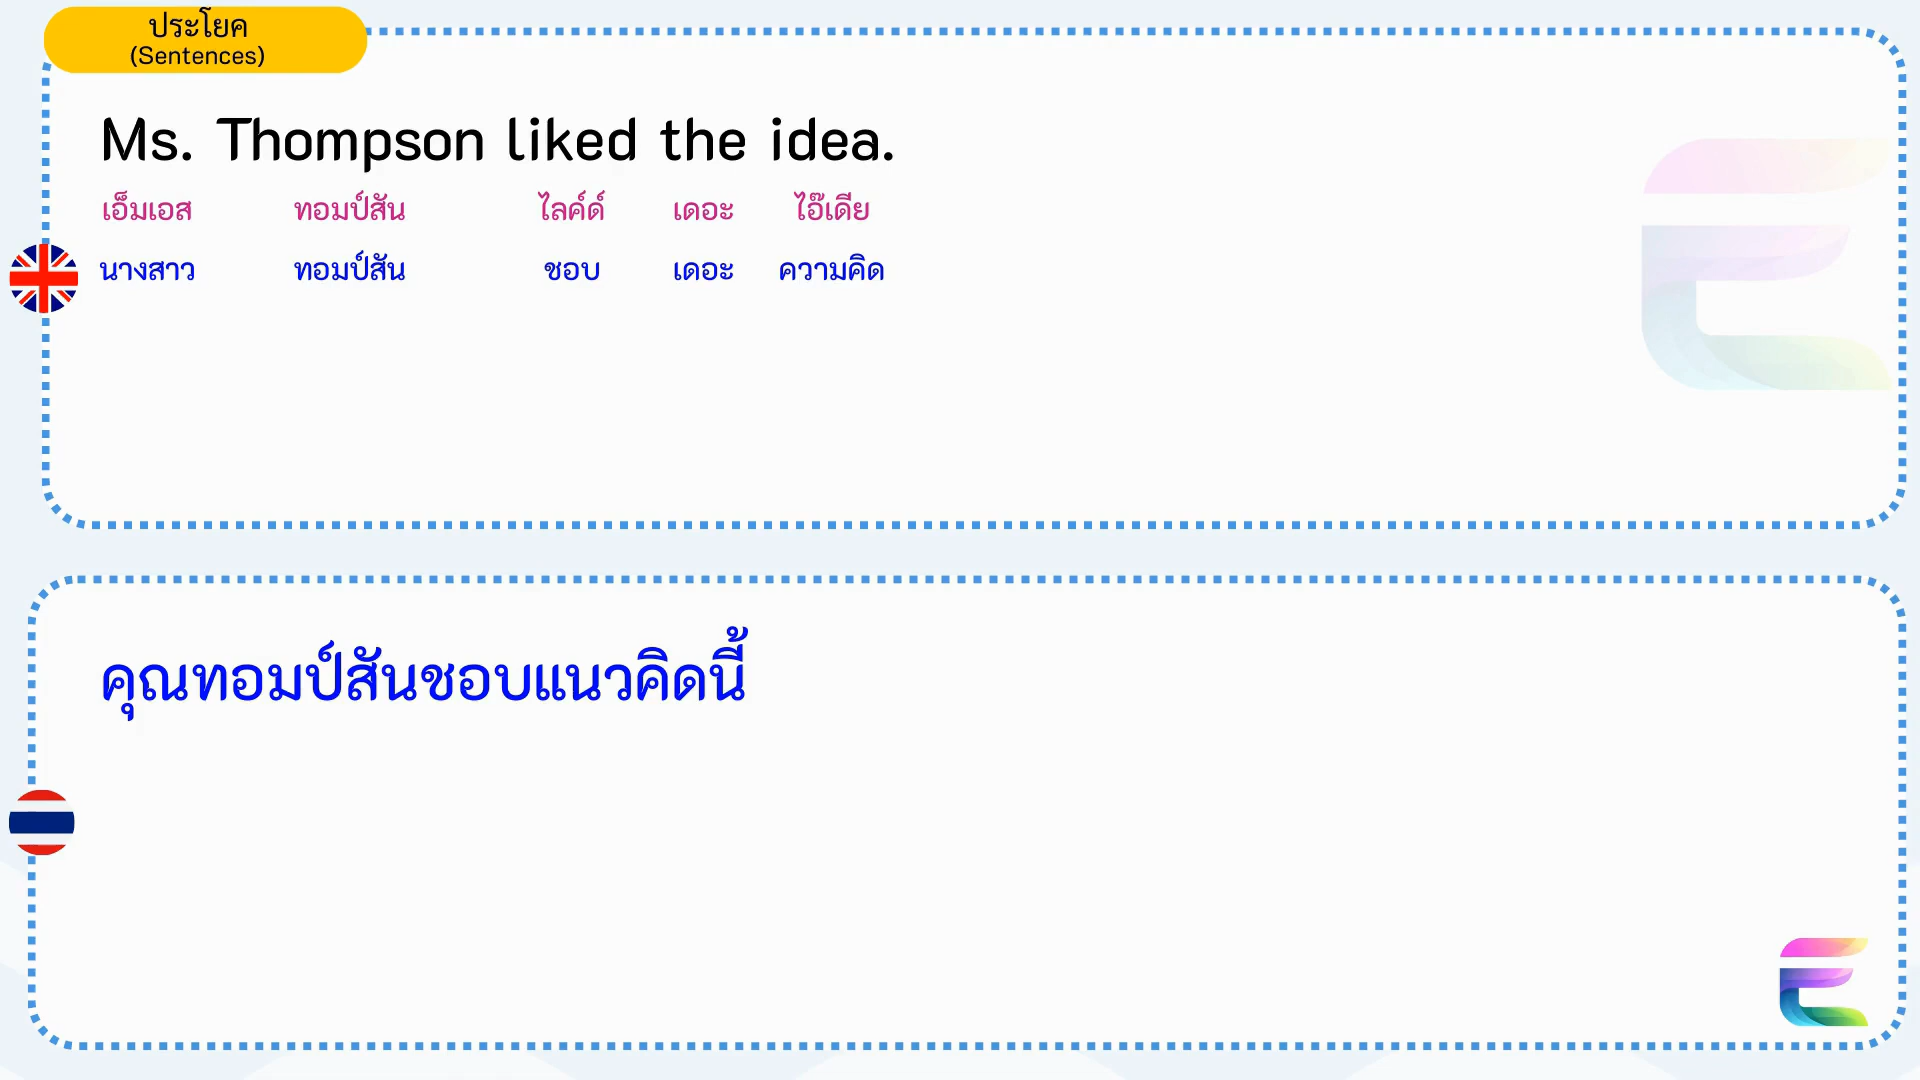 ประโยค
(Sentences)
Ms. Thompson liked the idea.
เอ็มเอส ทอมป์สัน ไลค์ด์ เดอะ ไอ๊เดีย
นางสาว ทอมป์สัน ชอบ เดอะ ความคิด
คุณทอมป์สันชอบแนวคิดนี้